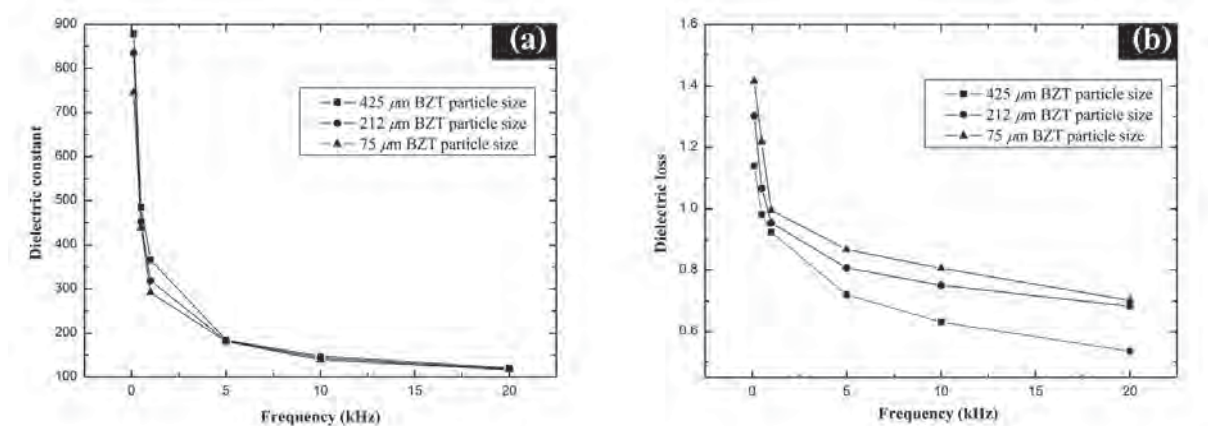 (a)
900
800
700
600
500
400
300
200
100
Dielectric constant
425 μm BZT particle size
212 μm BZT particle size
75 μm BZT particle size
0 5 10 15 20
Frequency (kHz)
(b)
1.6
1.4
1.2
1.0
0.8
0.6
Dielectric loss
425 μm BZT particle size
212 μm BZT particle size
75 μm BZT particle size
0 5 10 15 20
Frequency (kHz)